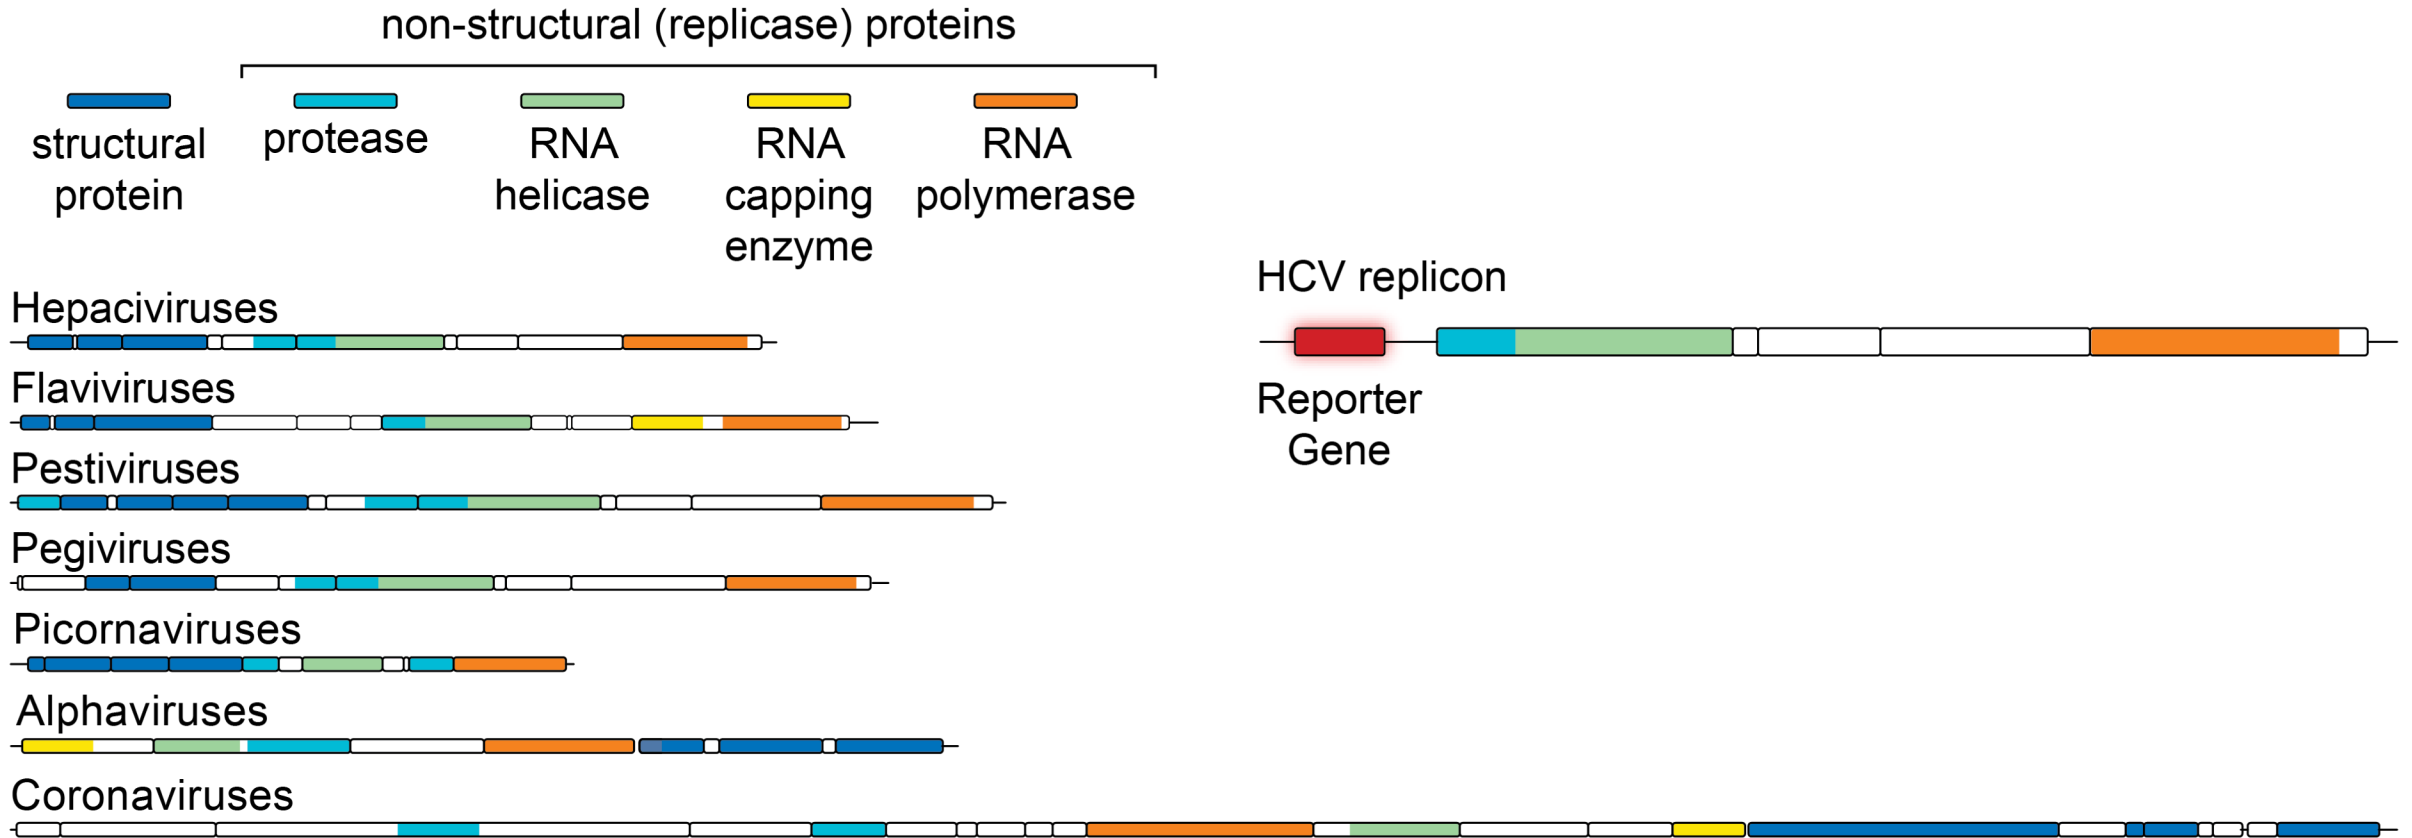 non-structural (replicase) proteins
structural
protein
protease
RNA
helicase
RNA
capping
enzyme
RNA
polymerase
Hepaciviruses
Flaviviruses
Pestiviruses
Pegiviruses
Picornaviruses
Alphaviruses
Coronaviruses
HCV replicon
Reporter
Gene